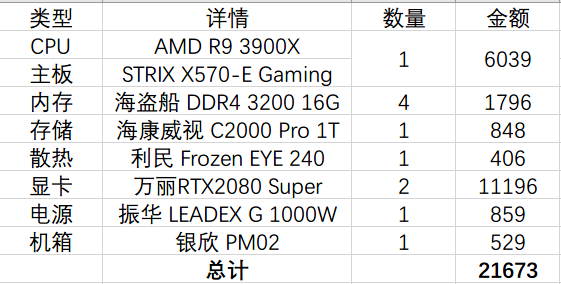 类型 详情 数量 金额
CPU AMD R9 3900X 1 6039
主板 STRIX X570-E Gaming
内存 海盗船 DDR4 3200 16G 4 1796
存储 海康威视 C2000 Pro 1T 1 848
散热 利民 Frozen EYE 240 1 406
显卡 万丽RTX2080 Super 2 11196
电源 振华 LEADEX G 1000W 1 859
机箱 银欣 PM02 1 529
总计 21673